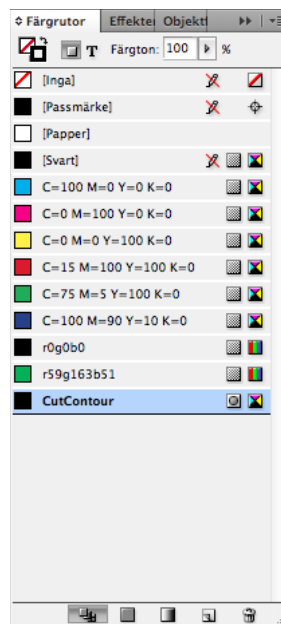 Färgrutor Effekte Objekt
T Färgton: 100 %
[Inga]
[Passmärke]
[Papper]
[Svart]
C=100 M=0 Y=0 K=0
C=0 M=100 Y=0 K=0
C=0 M=0 Y=100 K=0
C=15 M=100 Y=100 K=0
C=75 M=5 Y=100 K=0
C=100 M=90 Y=10 K=0
r0g0b0
r59g163b51
CutContour